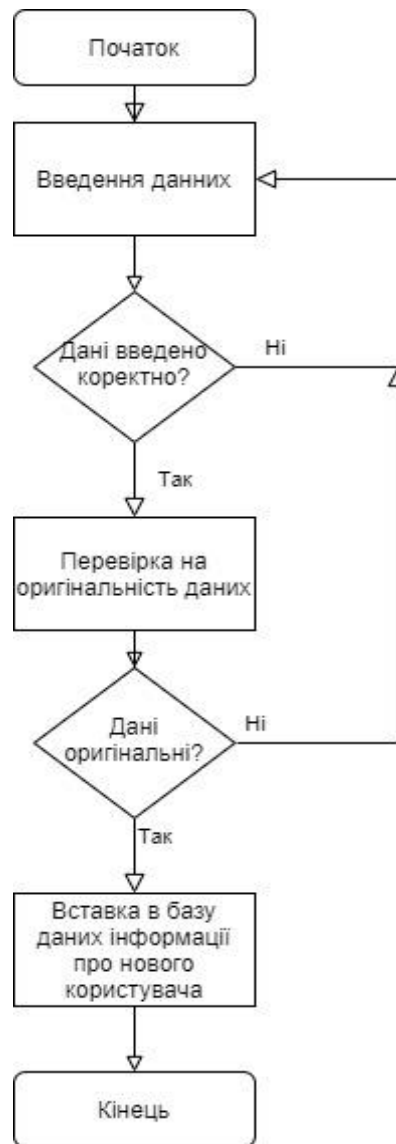 Початок
Введення данних
Дані введено
коректно?
Ні
Так
Перевірка на
оригінальність даних
Дані
оригінальні?
Ні
Так
Вставка в базу
даних інформації
про нового
користувача
Кінець